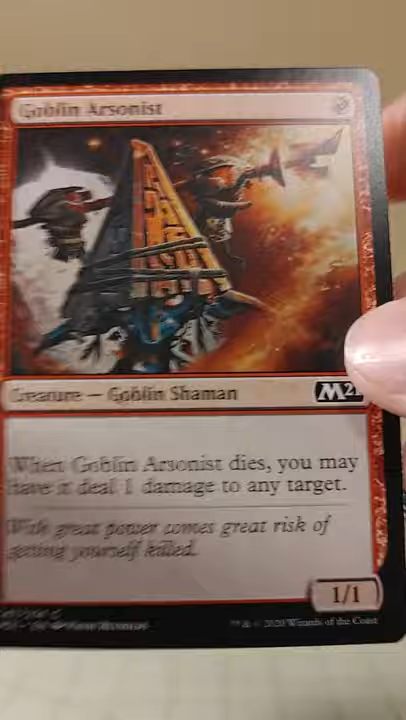 Goblin Arsonist
Creature — Goblin Shaman
M21
When Goblin Arsonist dies, you may
have it deal 1 damage to any target.
With great power comes great risk of
getting yourself killed.
1/1
™ & © 2020 Wizards of the Coast